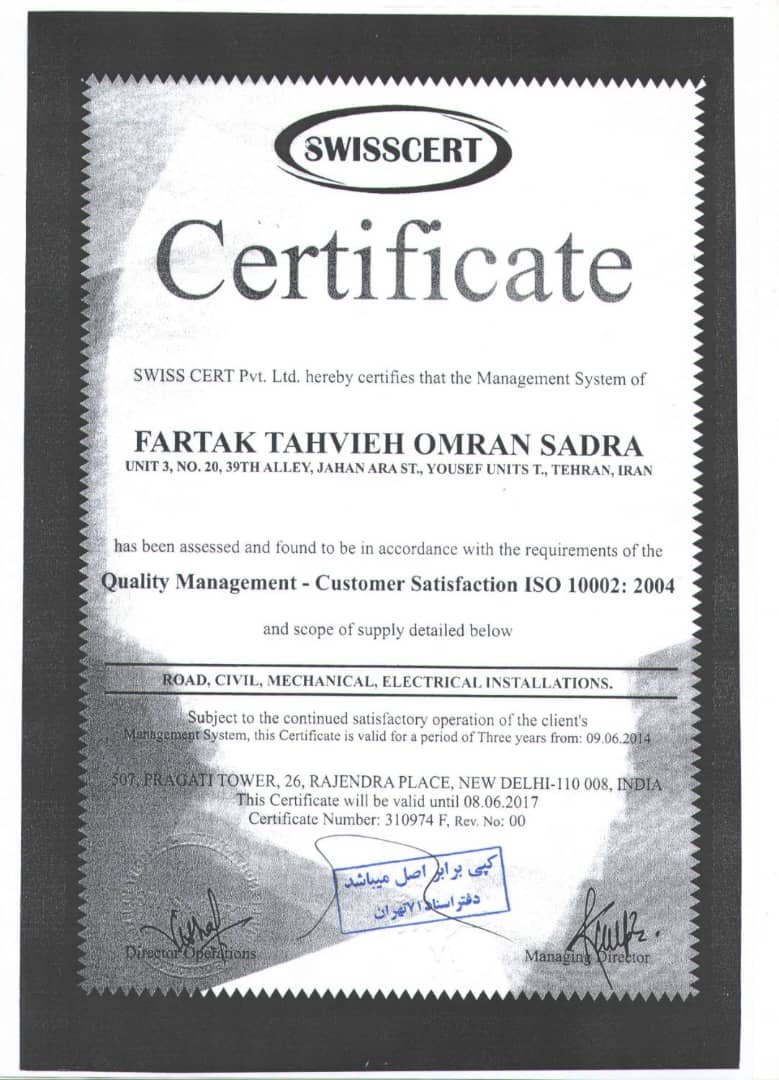 SWISSCERT
Certificate
SWISS CERT Pvt. Ltd. hereby certifies that the Management System of
FARTAK TAHVIEH OMRAN SADRA
UNIT 3, NO. 20, 39TH ALLEY, JAHAN ARA ST., YOUSEF UNITS T., TEHRAN, IRAN
has been assessed and found to be in accordance with the requirements of the
Quality Management - Customer Satisfaction ISO 10002: 2004
and scope of supply detailed below
ROAD, CIVIL, MECHANICAL, ELECTRICAL INSTALLATIONS.
Subject to the continued satisfactory operation of the client's
Management System, this Certificate is valid for a period of Three years from: 09.06.2014
507, PRAGATI TOWER, 26, RAJENDRA PLACE, NEW DELHI-110 008, INDIA
This Certificate will be valid until 08.06.2017
Certificate Number: 310974 F, Rev. No: 00
کپی برابر اصل میباشد
دفتر اسناد ۷۱ تهران
Director Operations
Managing Director